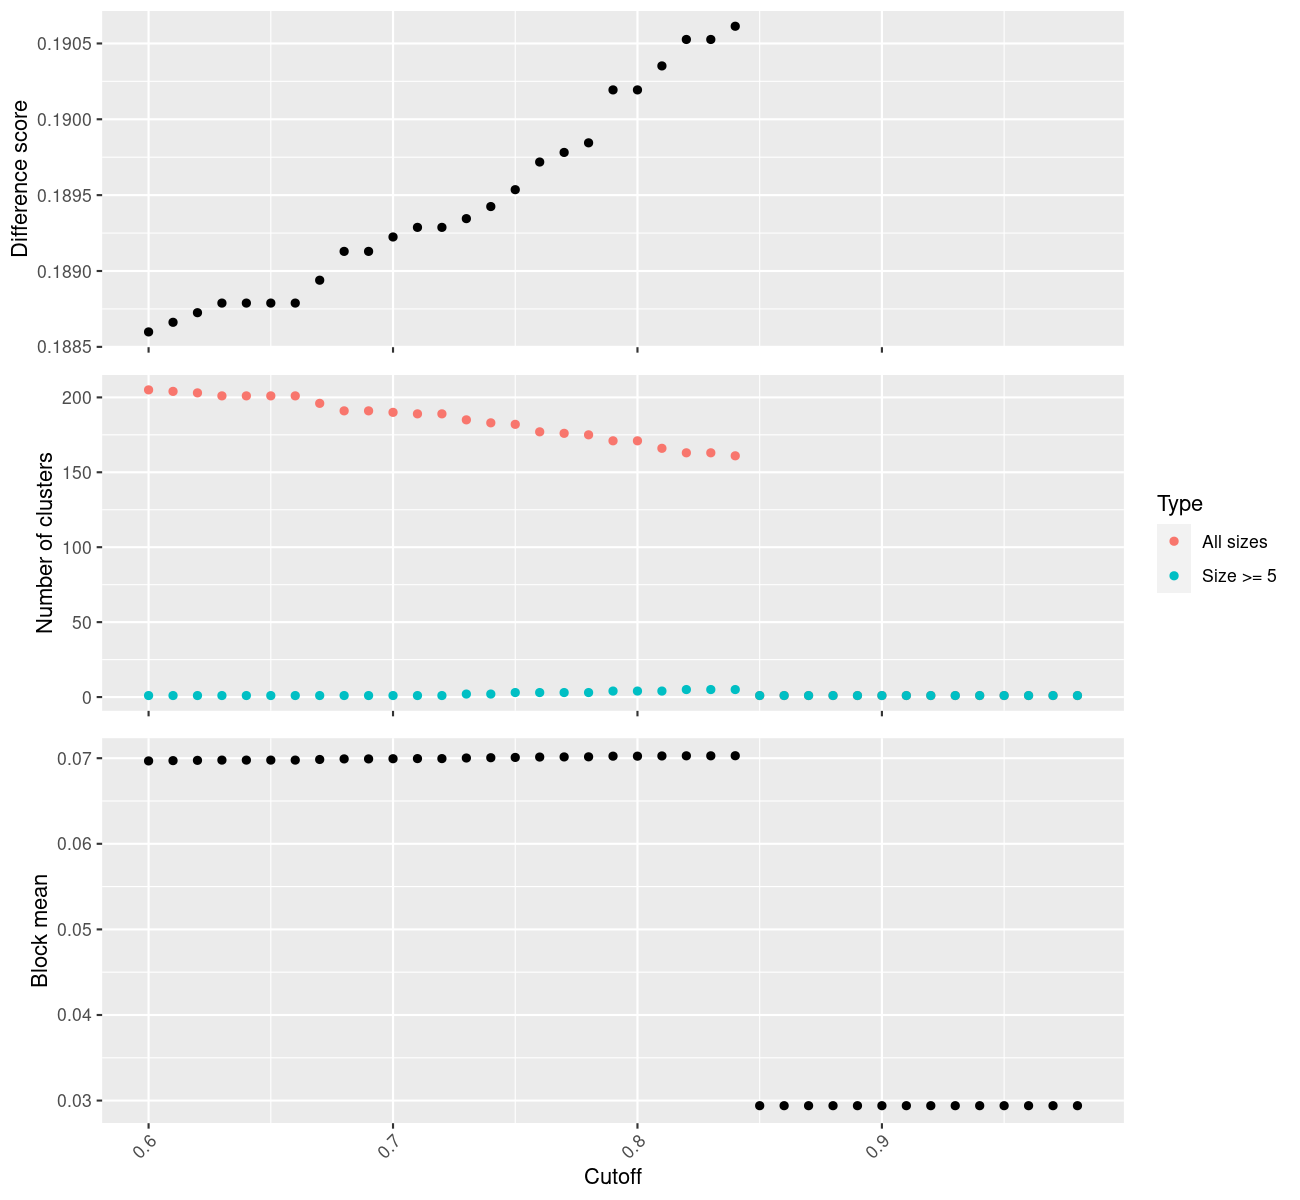 Difference score
0.1905
0.1900
0.1895
0.1890
0.1885
Number of clusters
200
150
100
50
0
Type
All sizes
Size >= 5
Block mean
0.07
0.06
0.05
0.04
0.03
0.6 0.7 0.8 0.9
Cutoff